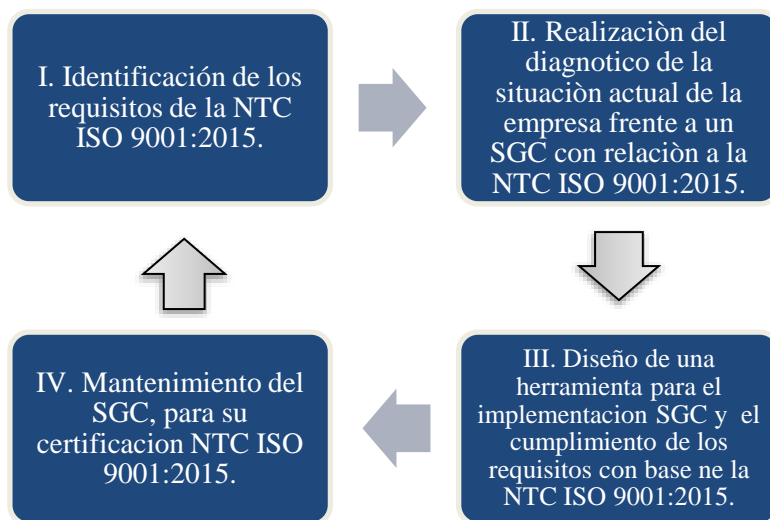 I. Identificación de los
requisitos de la NTC
ISO 9001:2015.
II. Realizaciòn del
diagnotico de la
situaciòn actual de la
empresa frente a un
SGC con relaciòn a la
NTC ISO 9001:2015.
III. Diseño de una
herramienta para el
implementacion SGC y el
cumplimiento de los
requisitos con base ne la
NTC ISO 9001:2015.
IV. Mantenimiento del
SGC, para su
certificacion NTC ISO
9001:2015.